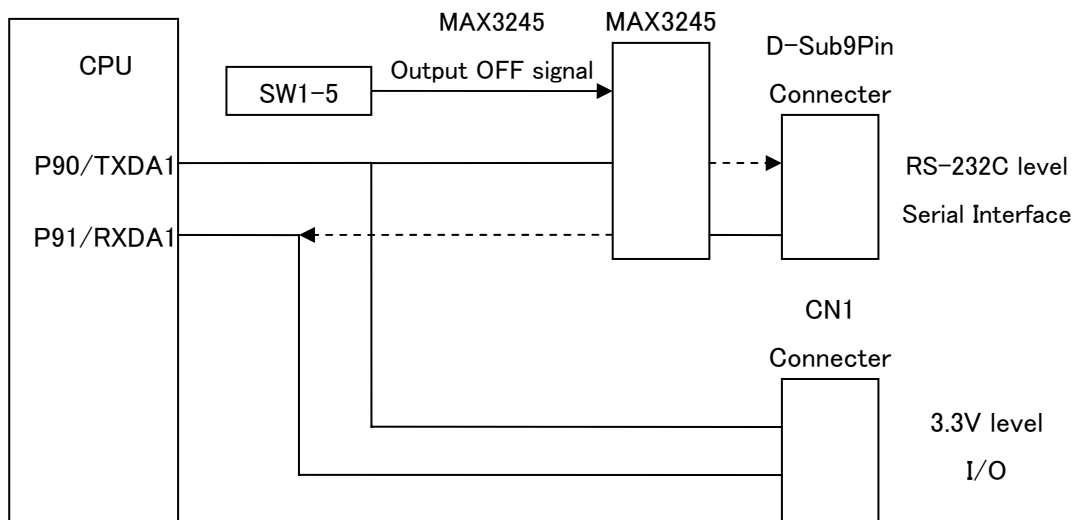 MAX3245
MAX3245
D-Sub9Pin
Connecter
CPU
SW1-5
Output OFF signal
P90/TXDA1
RS-232C level
P91/RXDA1
Serial Interface
CN1
Connecter
3.3V level
I/O